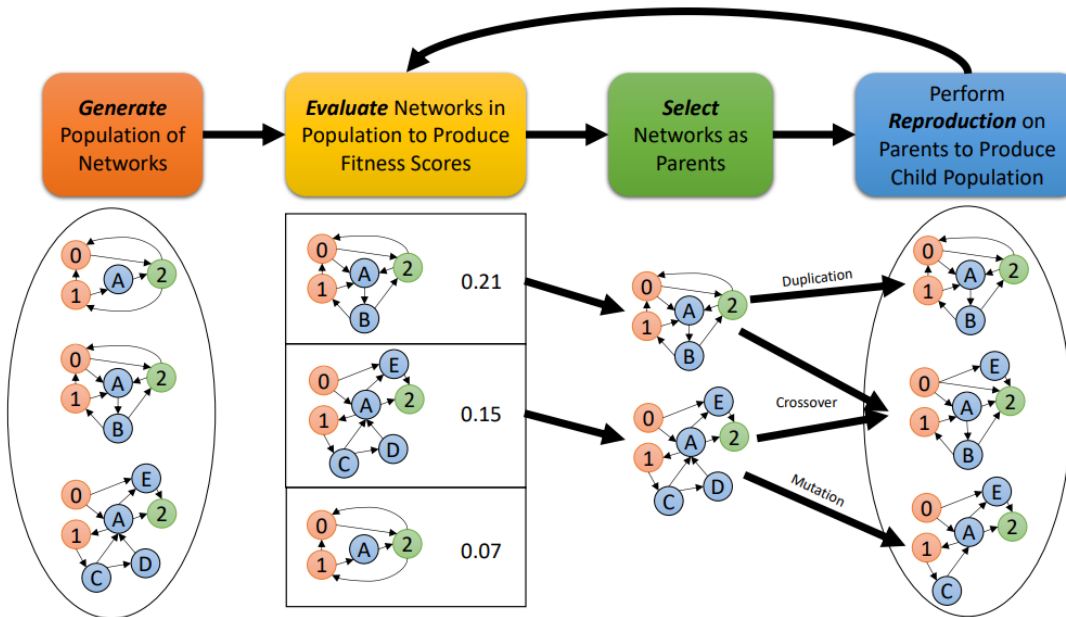 Generate
Population of
Networks
Evaluate Networks in
Population to Produce
Fitness Scores
Select
Networks as
Parents
Perform
Reproduction on
Parents to Produce
Child Population
0
1
A
2
0
1
A
2
B
0
1
A
2
E
C
D
0
1
A
2
B
0.21
0
1
A
2
E
C
D
0.15
0
1
A
2
0.07
0
1
A
2
B
0
1
A
2
E
C
D
Duplication
Crossover
Mutation
0
1
A
2
B
0
1
A
2
E
B
0
1
A
2
E
C